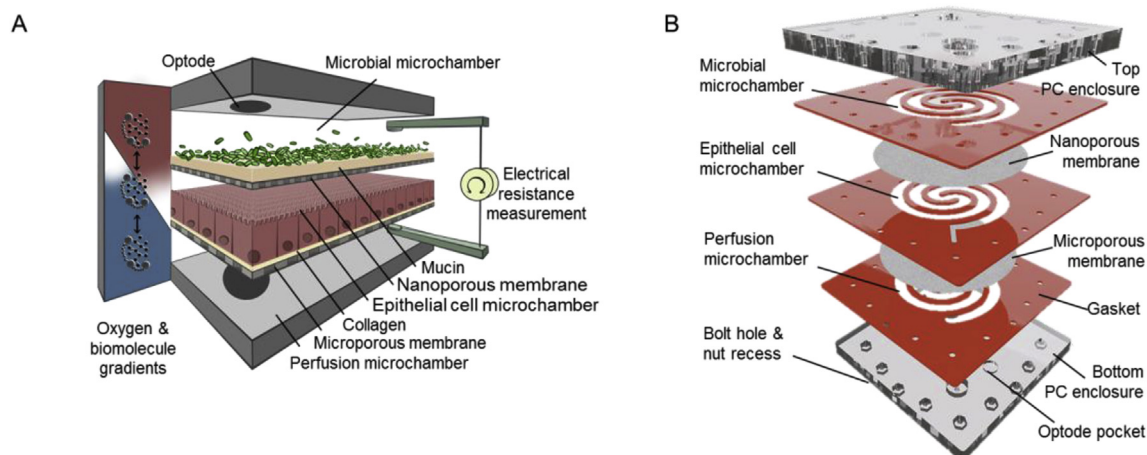 A
Optode
Microbial microchamber
Electrical
resistance
measurement
Mucin
Nanoporous membrane
Epithelial cell microchamber
Collagen
Microporous membrane
Perfusion microchamber
Oxygen &
biomolecule
gradients
B
Top
PC enclosure
Microbial
microchamber
Nanoporous
membrane
Epithelial cell
microchamber
Microporous
membrane
Perfusion
microchamber
Gasket
Bolt hole &
nut recess
Bottom
PC enclosure
Optode pocket